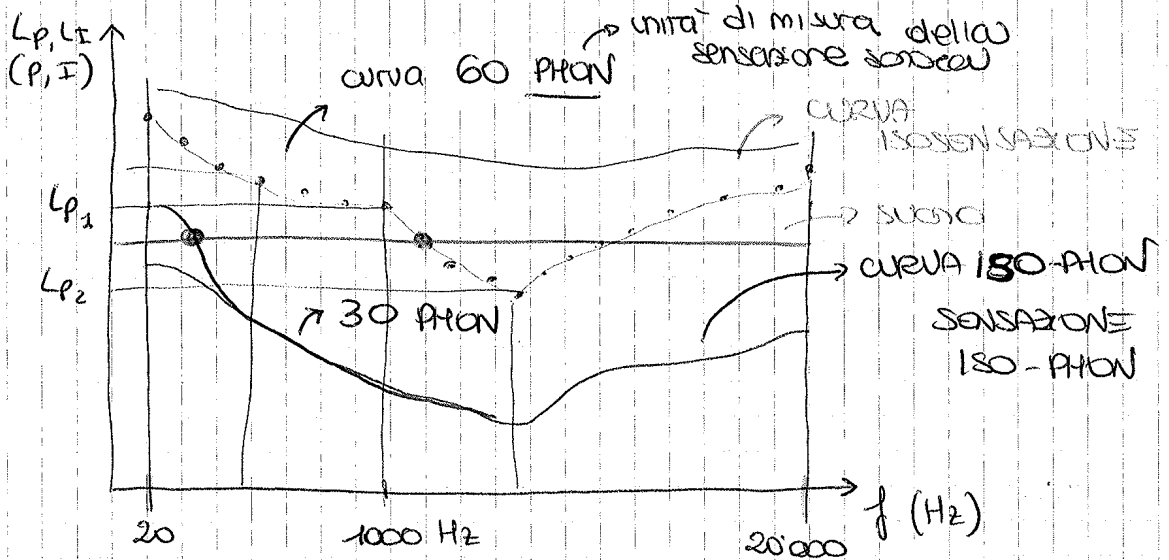 Lp, LI
(P, I)
curva 60 PHON
unità di misura della
sensazione sonora
CURVA
ISOSENSAZIONE
Lp1
SUONO
CURVA ISO-PHON
Lp2
30 PHON
SENSAZIONE
ISO-PHON
20
1000 Hz
20'000
f (Hz)